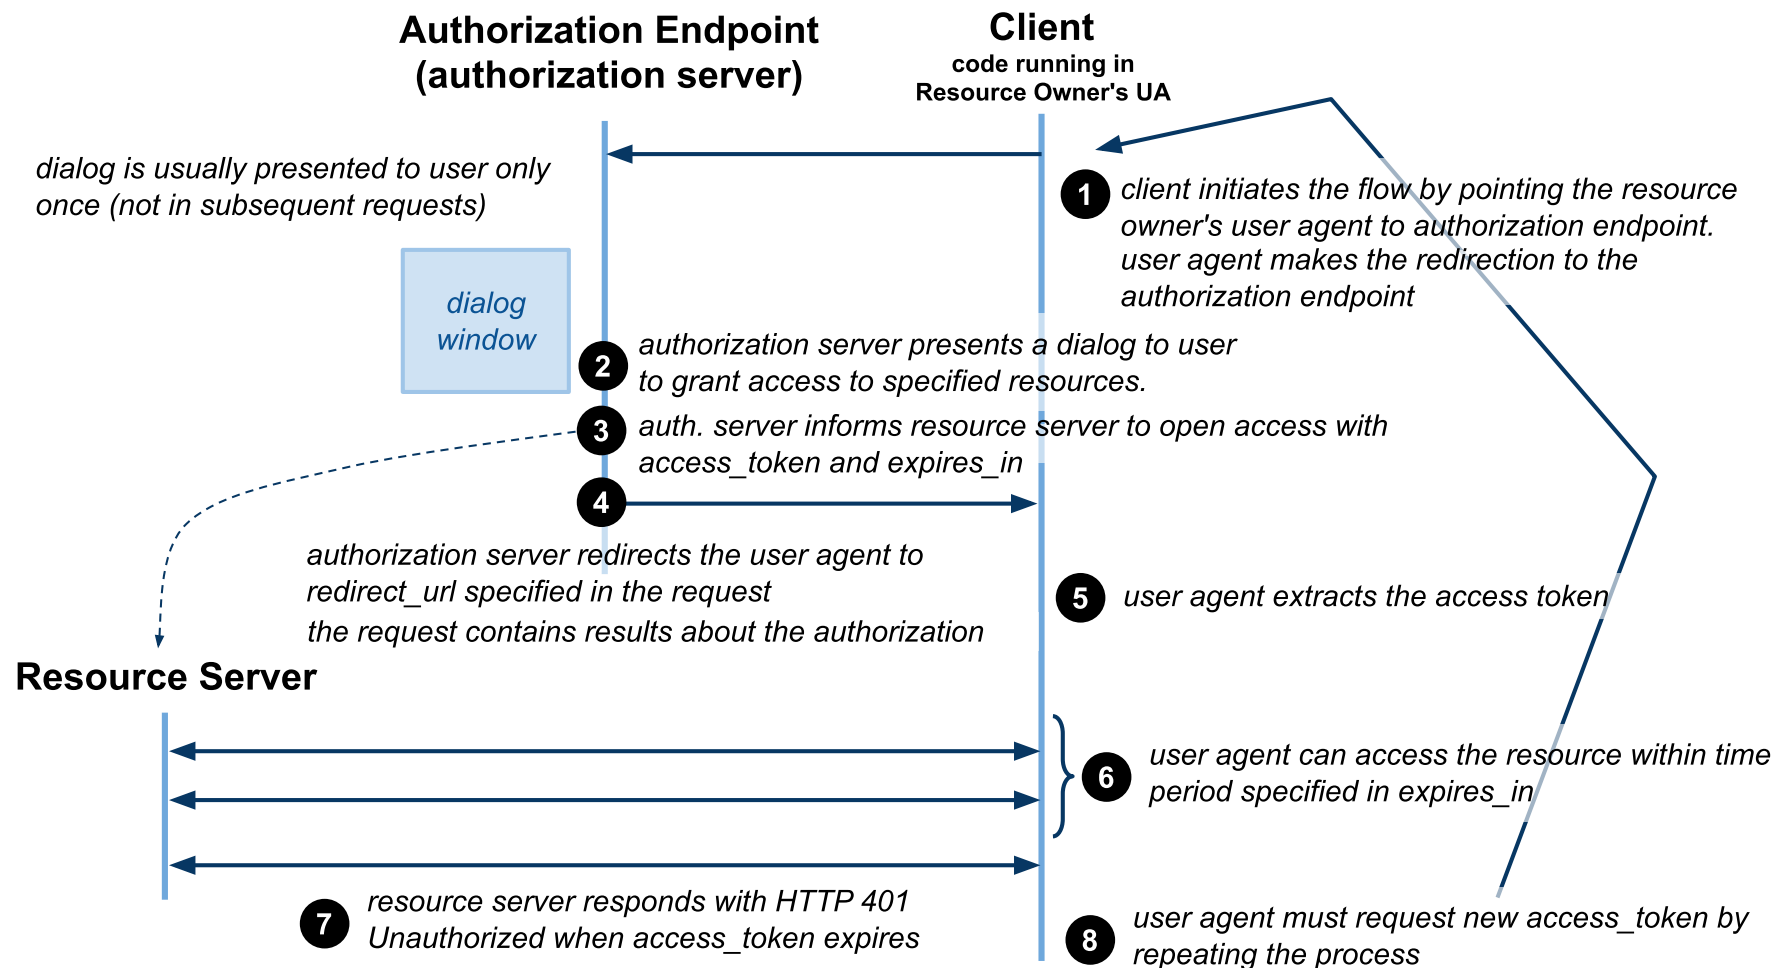 Authorization Endpoint
(authorization server)
Client
code running in
Resource Owner's UA
dialog is usually presented to user only
once (not in subsequent requests)
1
client initiates the flow by pointing the resource
owner's user agent to authorization endpoint.
user agent makes the redirection to the
authorization endpoint
dialog
window
2
authorization server presents a dialog to user
to grant access to specified resources.
3
auth. server informs resource server to open access with
access_token and expires_in
4
authorization server redirects the user agent to
redirect_url specified in the request
the request contains results about the authorization
5
user agent extracts the access token
Resource Server
6
user agent can access the resource within time
period specified in expires_in
7
resource server responds with HTTP 401
Unauthorized when access_token expires
8
user agent must request new access_token by
repeating the process